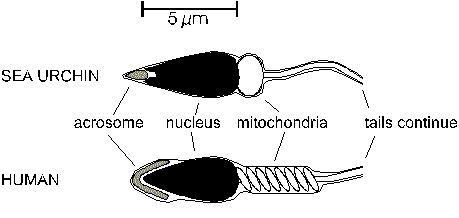 5 µm
SEA URCHIN
acrosome nucleus mitochondria tails continue
HUMAN